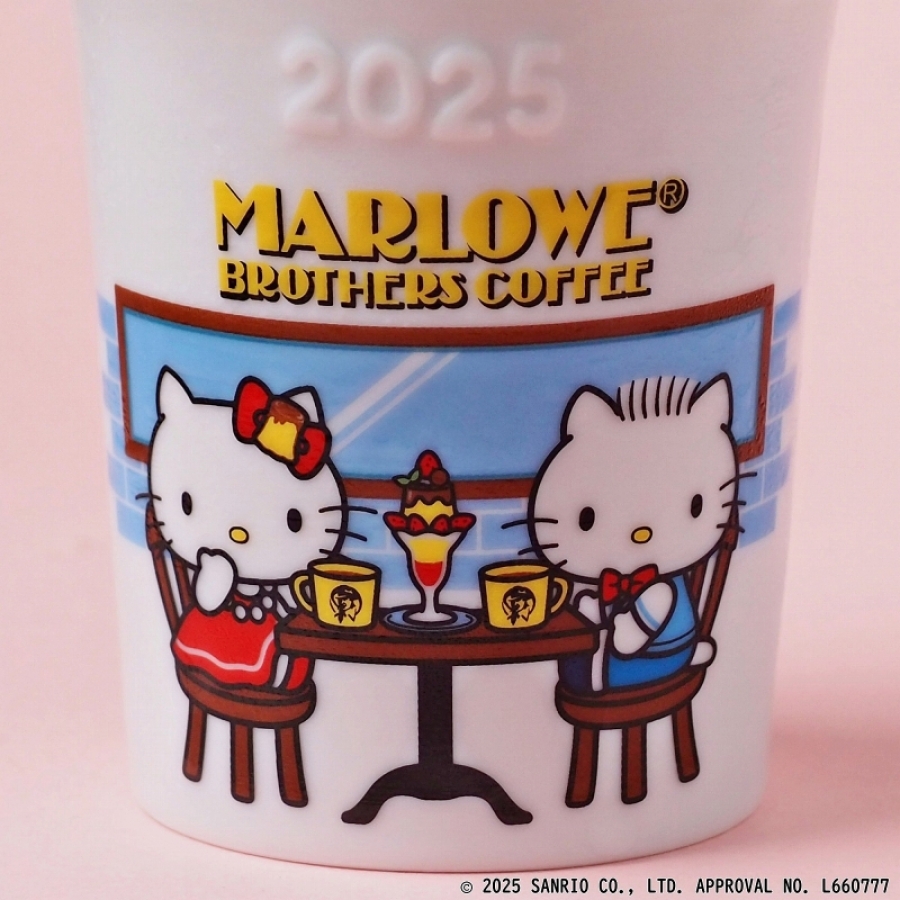 2025
MARLOWE®
BROTHERS COFFEE
© 2025 SANRIO CO., LTD. APPROVAL NO. L660777